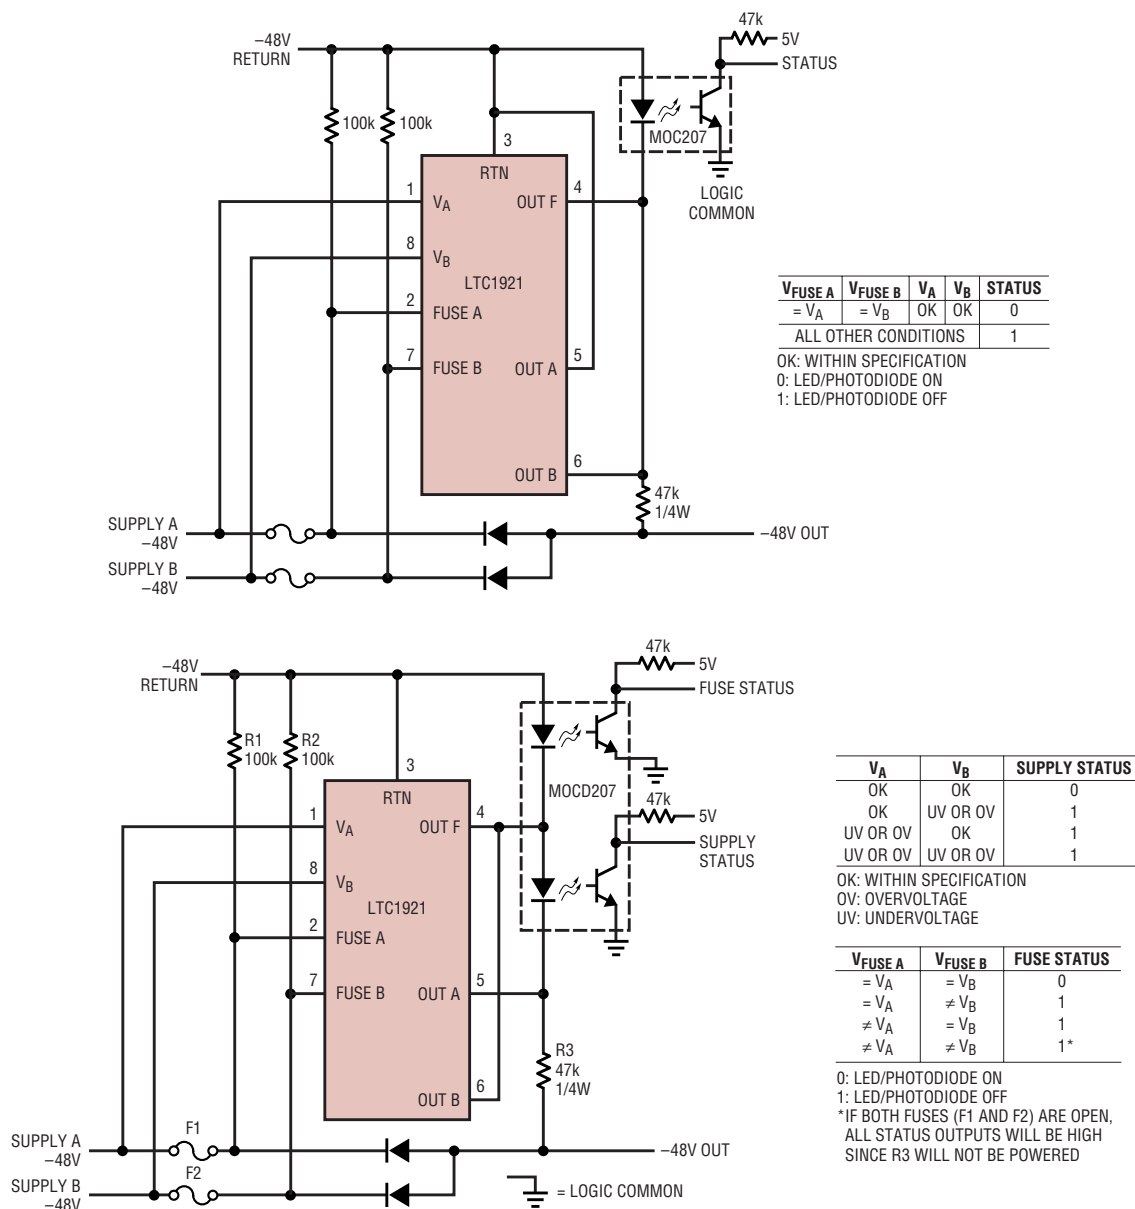 47k
5V
–48V
RETURN
STATUS
100k
100k
MOC207
3
RTN
LOGIC
COMMON
1
VA
OUT F
4
8
VB
LTC1921
2
FUSE A
7
FUSE B
OUT A
5
OUT B
6
47k
1/4W
SUPPLY A
–48V
–48V OUT
SUPPLY B
–48V
VFUSE A VFUSE B VA VB STATUS
= VA = VB OK OK 0
ALL OTHER CONDITIONS 1
OK: WITHIN SPECIFICATION
0: LED/PHOTODIODE ON
1: LED/PHOTODIODE OFF
47k
5V
–48V
RETURN
FUSE STATUS
R1
100k
R2
100k
3
RTN
MOCD207
47k
5V
1
VA
OUT F
4
SUPPLY
STATUS
8
VB
LTC1921
2
FUSE A
7
FUSE B
OUT A
5
R3
47k
1/4W
OUT B
6
F1
SUPPLY A
–48V
–48V OUT
F2
SUPPLY B
–48V
= LOGIC COMMON
VA VB SUPPLY STATUS
OK OK 0
OK UV OR OV 1
UV OR OV OK 1
UV OR OV UV OR OV 1
OK: WITHIN SPECIFICATION
OV: OVERVOLTAGE
UV: UNDERVOLTAGE
VFUSE A VFUSE B FUSE STATUS
= VA = VB 0
= VA ≠ VB 1
≠ VA = VB 1
≠ VA ≠ VB 1*
0: LED/PHOTODIODE ON
1: LED/PHOTODIODE OFF
*IF BOTH FUSES (F1 AND F2) ARE OPEN,
ALL STATUS OUTPUTS WILL BE HIGH
SINCE R3 WILL NOT BE POWERED